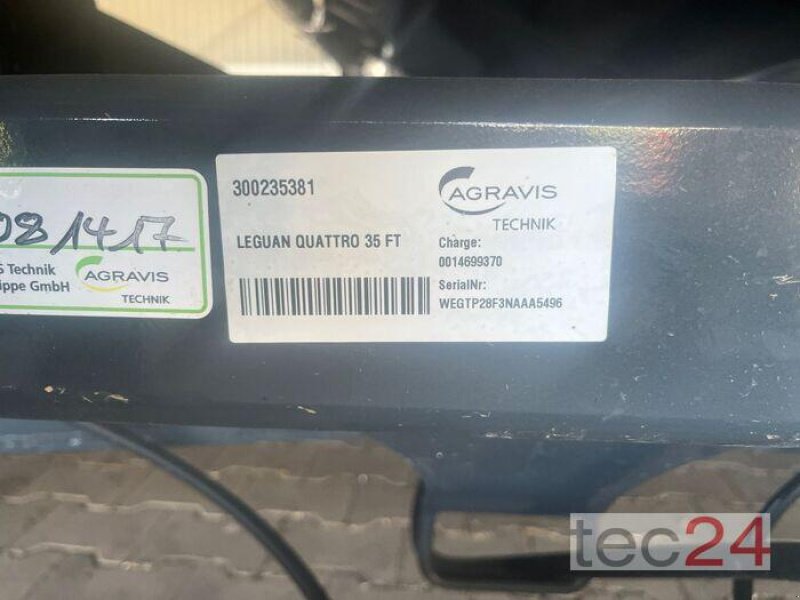 081417
S Technik
ippe GmbH
AGRAVIS
TECHNIK
300235381
LEGUAN QUATTRO 35 FT
AGRAVIS
TECHNIK
Charge:
0014699370
SerialNr:
WEGTP28F3NAAA5496
tec24